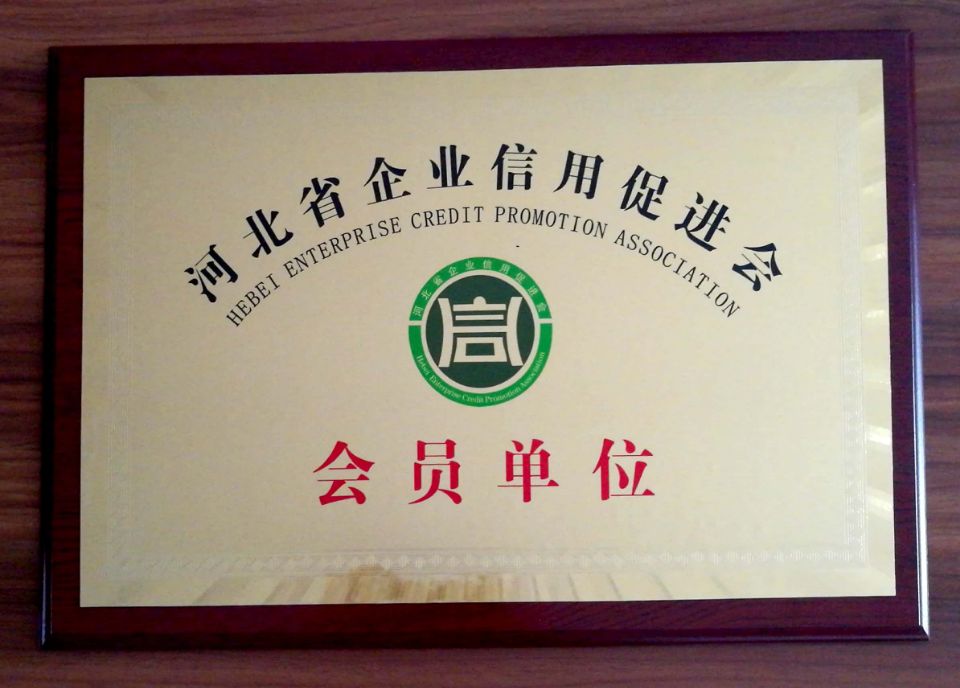 河北省企业信用促进会
HEBEI ENTERPRISE CREDIT PROMOTION ASSOCIATION
河北省企业信用促进会
信
Hebei Enterprise Credit Promotion Association
会员单位